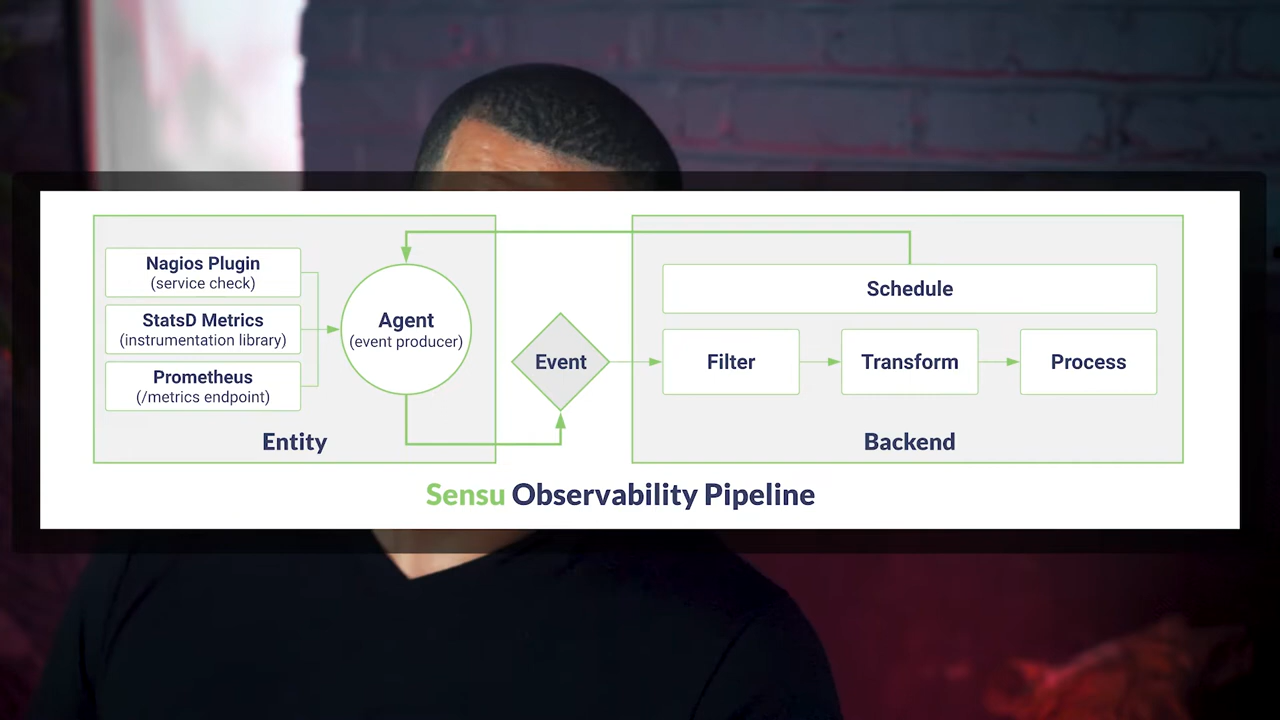 Nagios Plugin
(service check)
StatsD Metrics
(instrumentation library)
Prometheus
(/metrics endpoint)
Agent
(event producer)
Entity
Event
Schedule
Filter
Transform
Process
Backend
Sensu Observability Pipeline